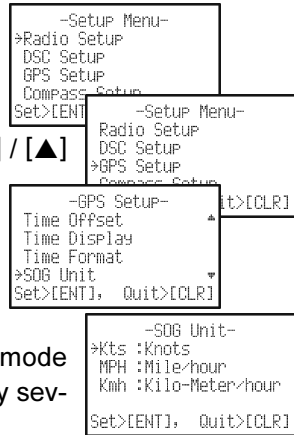 -Setup Menu-
→Radio Setup
DSC Setup
GPS Setup
Compass Setup
Set>[ENT
-Setup Menu-
Radio Setup
DSC Setup
→GPS Setup
Compass Setup
it>[CLR]
] / [▲]
-GPS Setup-
Time Offset
Time Display
Time Format
→SOG Unit
Set>[ENT], Quit>[CLR]
-SOG Unit-
→Kts :Knots
MPH :Mile/hour
Kmh :Kilo-Meter/hour
Set>[ENT], Quit>[CLR]
mode
y sev-